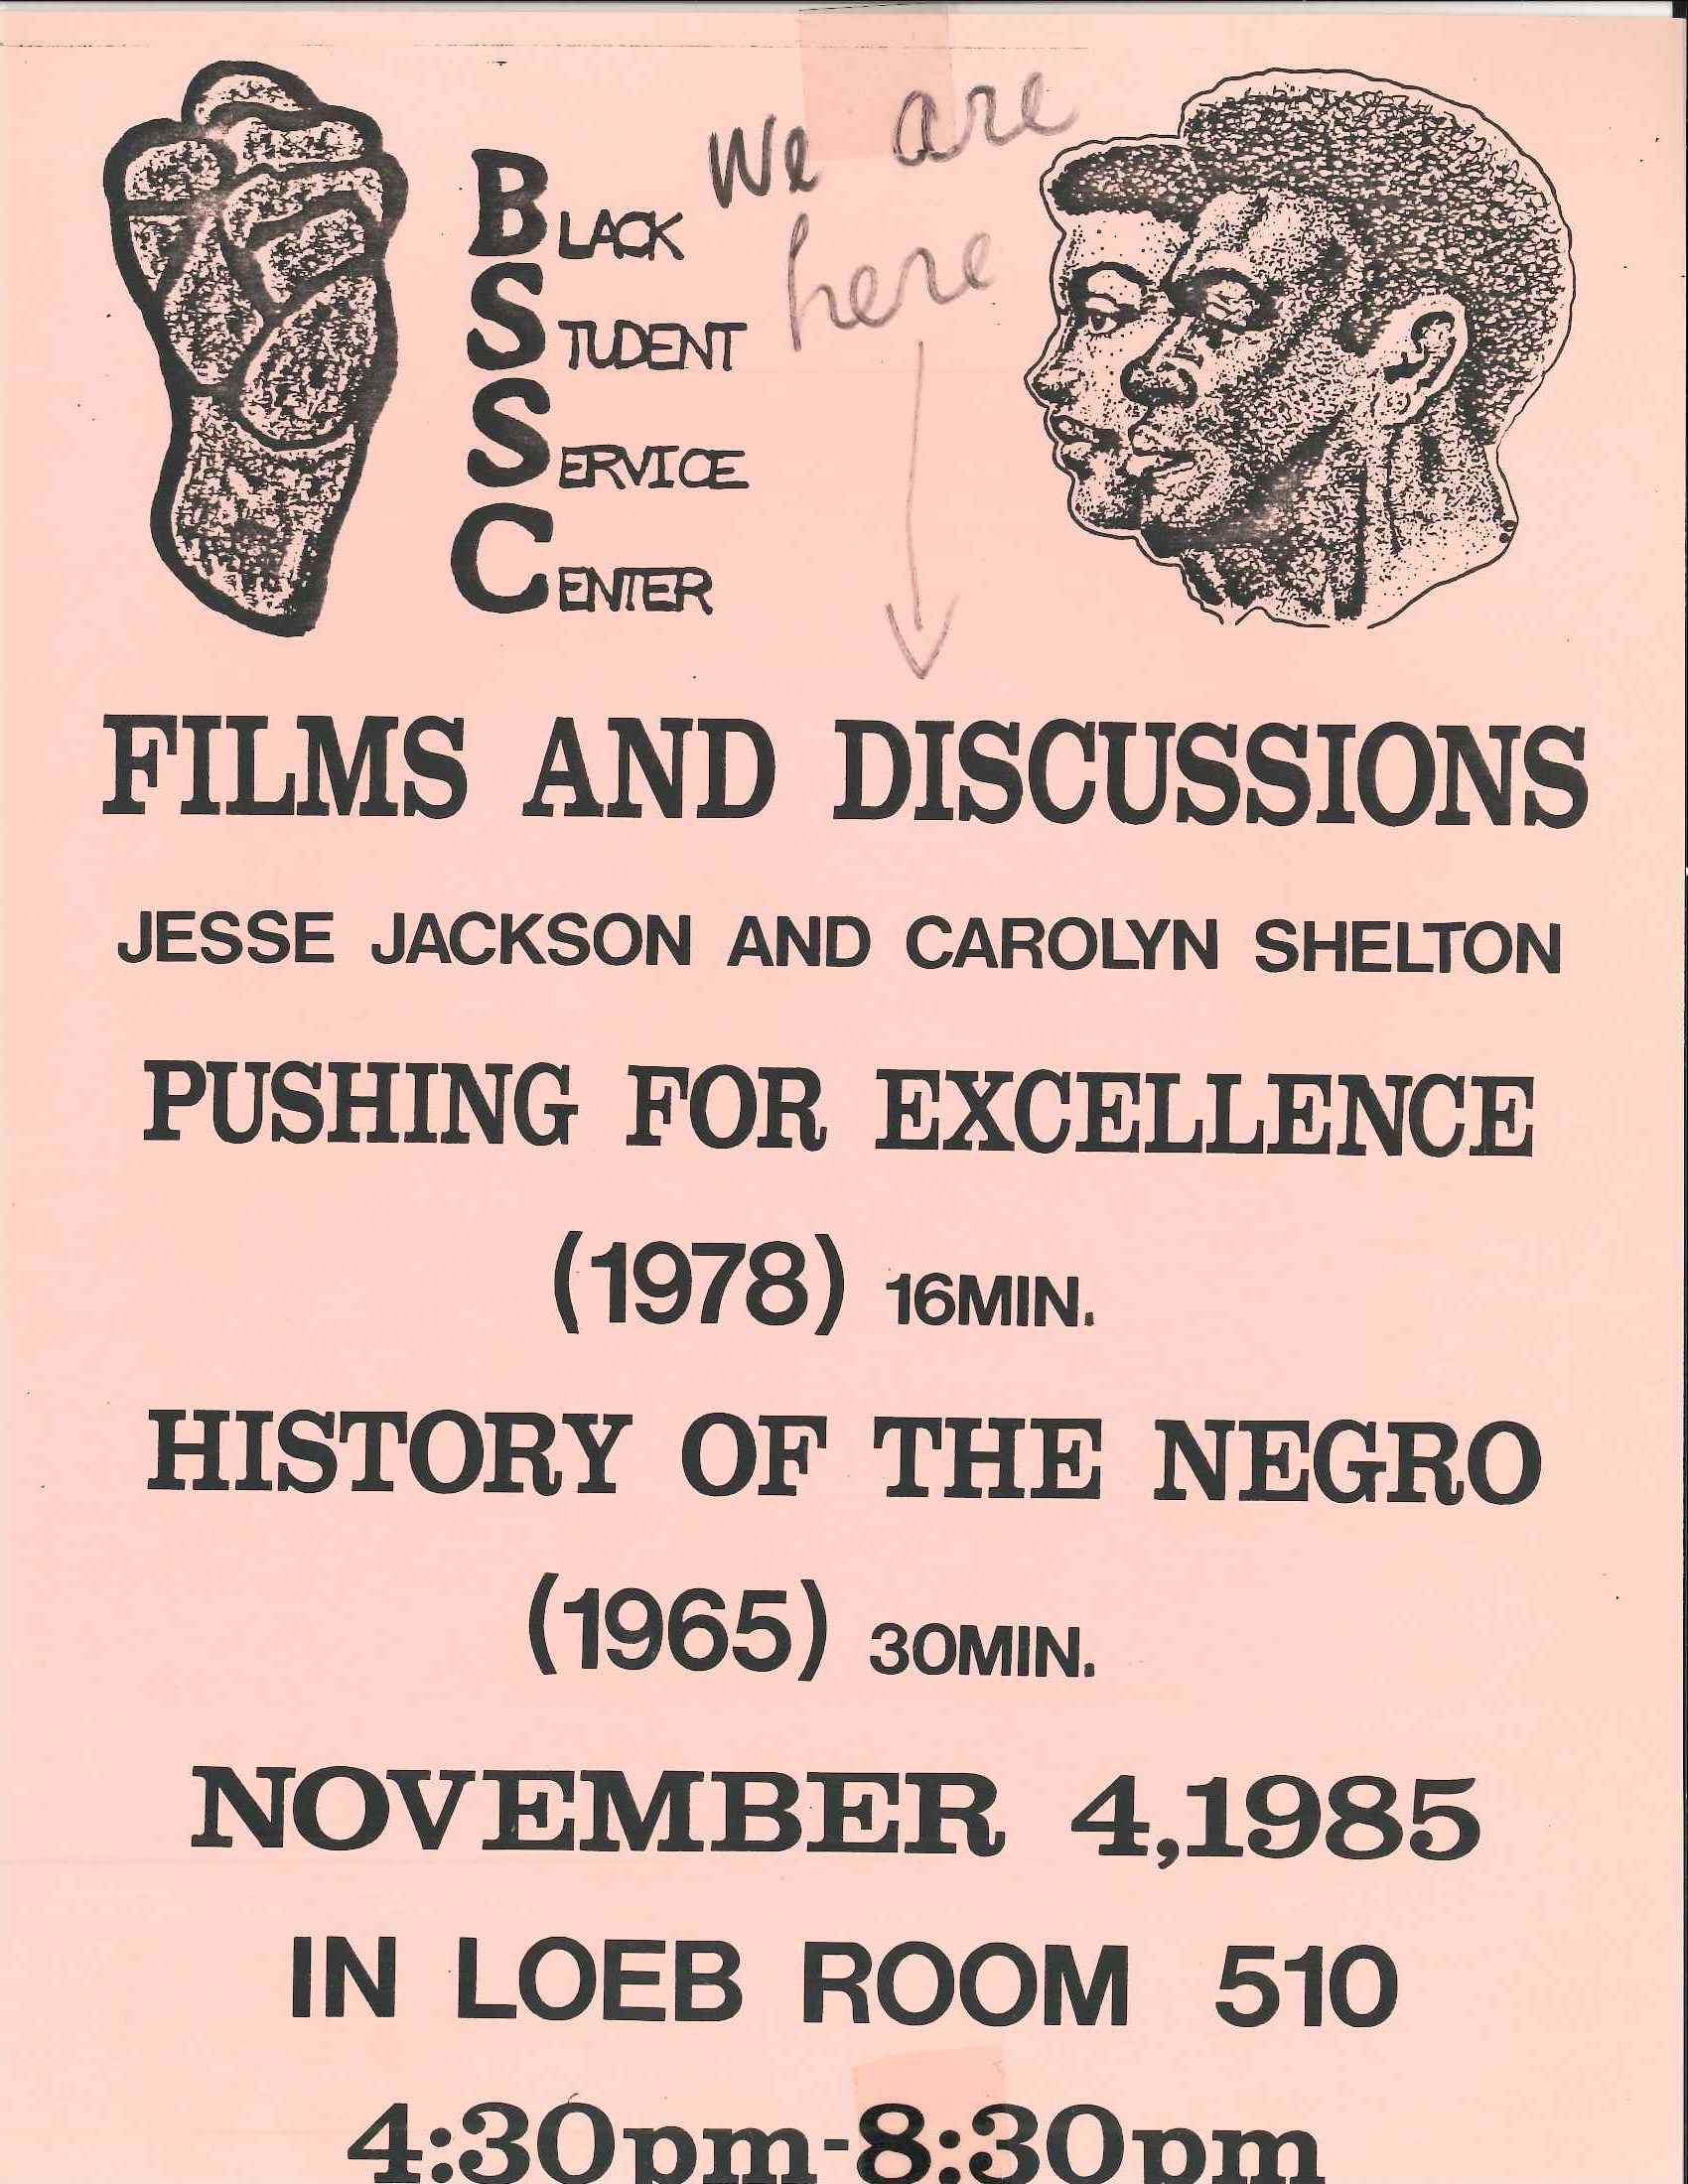 BLACK
STUDENT
SERVICE
CENTER
We are
here
FILMS AND DISCUSSIONS
JESSE JACKSON AND CAROLYN SHELTON
PUSHING FOR EXCELLENCE
(1978) 16MIN.
HISTORY OF THE NEGRO
(1965) 30MIN.
NOVEMBER 4,1985
IN LOEB ROOM 510
4:30pm-8:30pm